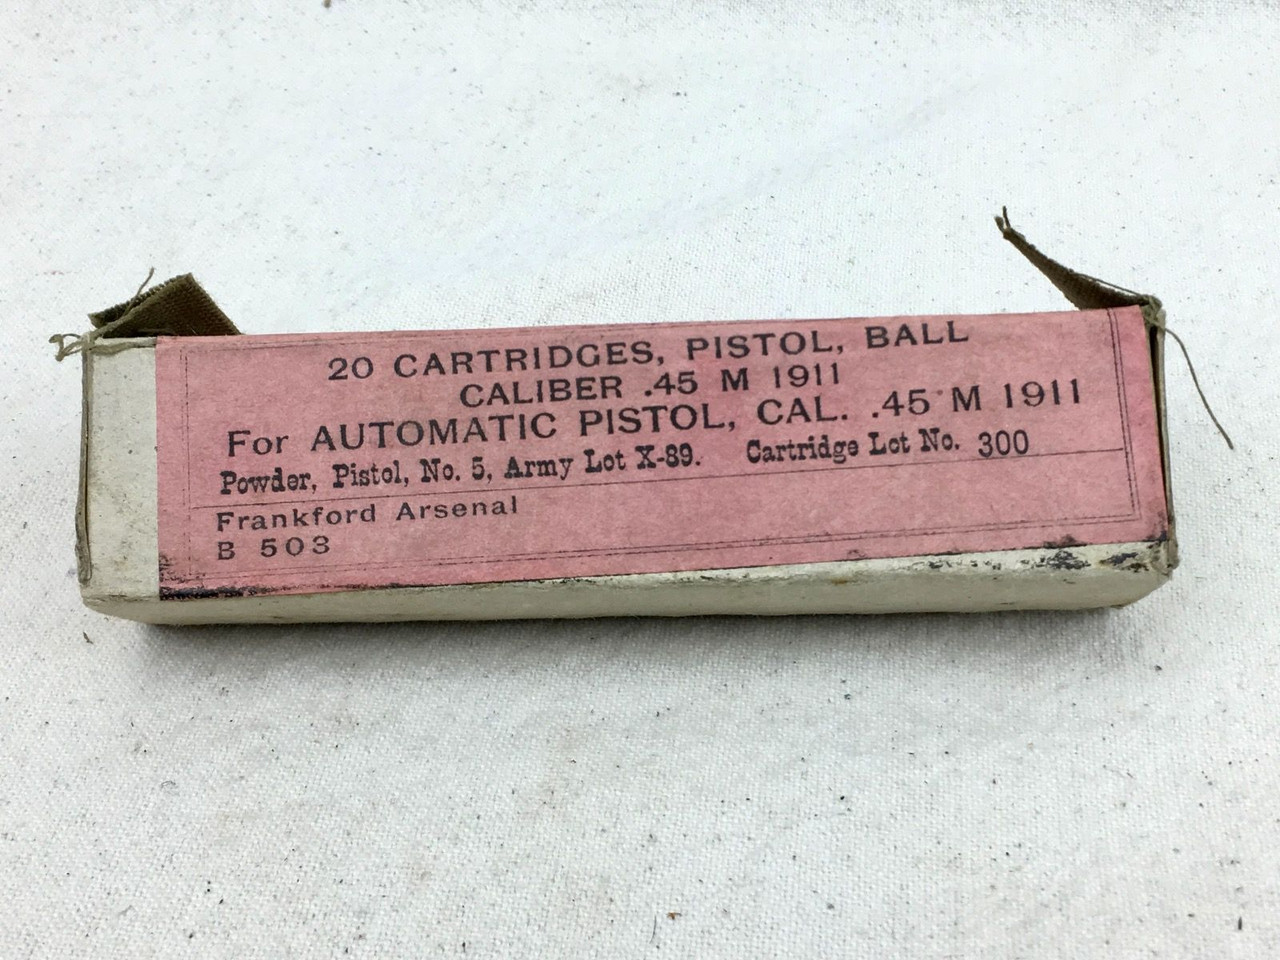 20 CARTRIDGES, PISTOL, BALL
CALIBER .45 M 1911
For AUTOMATIC PISTOL, CAL. .45 M 1911
Powder, Pistol, No. 5, Army Lot X-89. Cartridge Lot No. 300
Frankford Arsenal
B 503